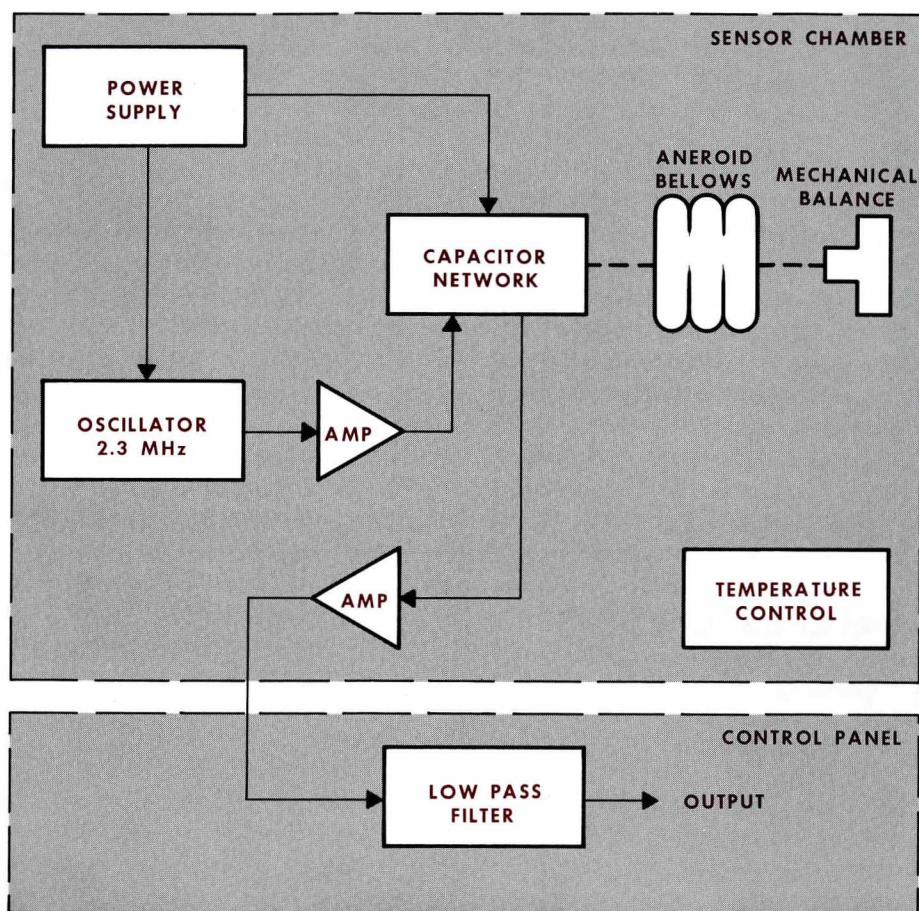 SENSOR CHAMBER
POWER
SUPPLY
ANEROID
BELLOWS
MECHANICAL
BALANCE
CAPACITOR
NETWORK
OSCILLATOR
2.3 MHz
AMP
AMP
TEMPERATURE
CONTROL
CONTROL PANEL
LOW PASS
FILTER
OUTPUT